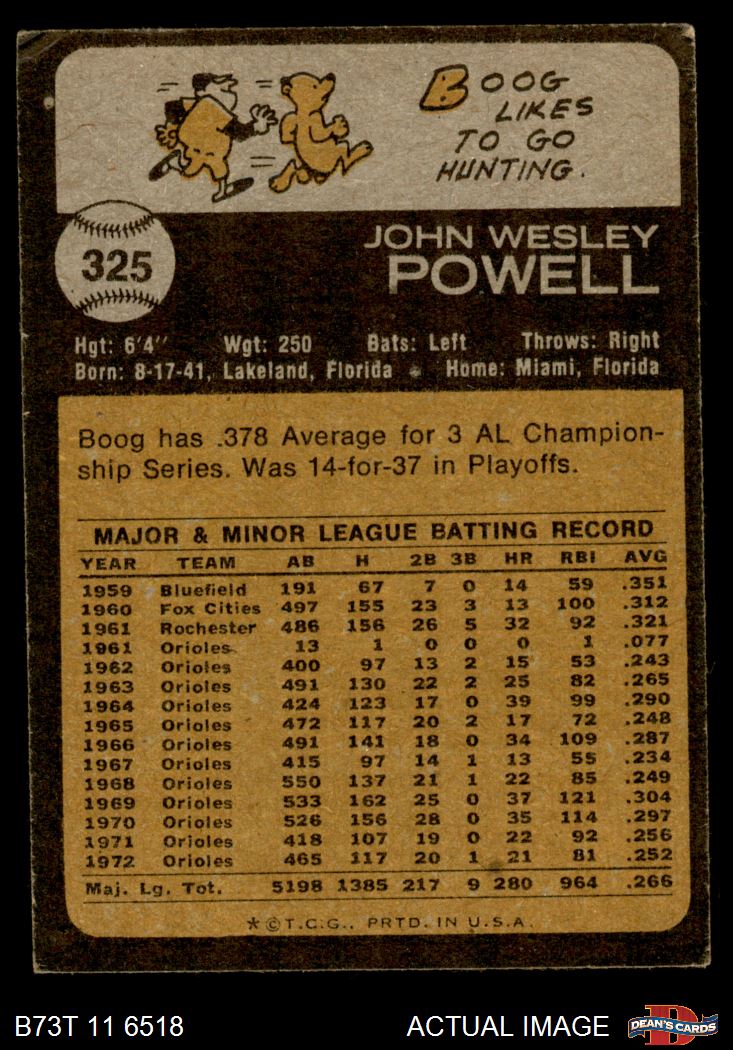 BOOG
LIKES
TO GO
HUNTING.
325
JOHN WESLEY
POWELL
Hgt: 6'4" Wgt: 250 Bats: Left Throws: Right
Born: 8-17-41, Lakeland, Florida * Home: Miami, Florida
Boog has .378 Average for 3 AL Champion-
ship Series. Was 14-for-37 in Playoffs.
MAJOR & MINOR LEAGUE BATTING RECORD
YEAR TEAM AB H 2B 3B HR RBI AVG
1959 Bluefield 191 67 7 0 14 59 .351
1960 Fox Cities 497 155 23 3 13 100 .312
1961 Rochester 486 156 26 5 32 92 .321
1961 Orioles 13 1 0 0 0 1 .077
1962 Orioles 400 97 13 2 15 53 .243
1963 Orioles 491 130 22 2 25 82 .265
1964 Orioles 424 123 17 0 39 99 .290
1965 Orioles 472 117 20 2 17 72 .248
1966 Orioles 491 141 18 0 34 109 .287
1967 Orioles 415 97 14 1 13 55 .234
1968 Orioles 550 137 21 1 22 85 .249
1969 Orioles 533 162 25 0 37 121 .304
1970 Orioles 526 156 28 0 35 114 .297
1971 Orioles 418 107 19 0 22 92 .256
1972 Orioles 465 117 20 1 21 81 .252
Maj. Lg. Tot. 5198 1385 217 9 280 964 .266
*©T.C.G., PRTD. IN U.S.A.
B73T 11 6518 ACTUAL IMAGE D DEAN'S CARDS